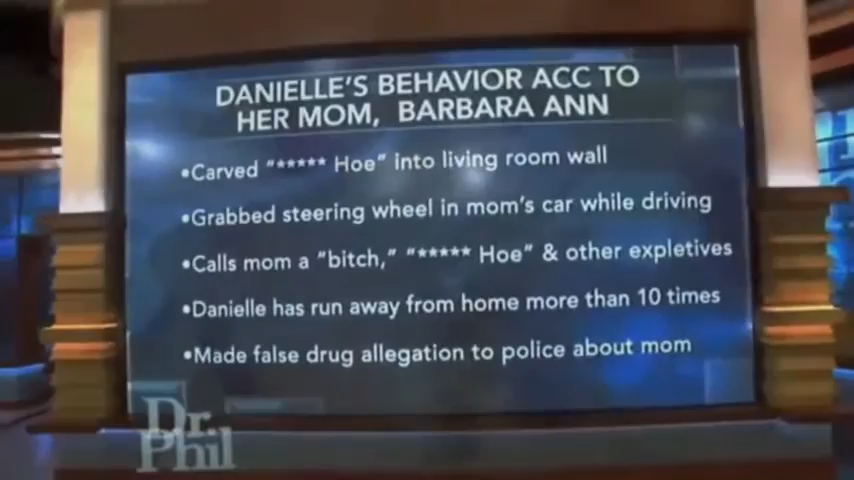 DANIELLE'S BEHAVIOR ACC TO
HER MOM, BARBARA ANN
•Carved "***** Hoe" into living room wall
•Grabbed steering wheel in mom's car while driving
•Calls mom a "bitch," "***** Hoe" & other expletives
•Danielle has run away from home more than 10 times
•Made false drug allegation to police about mom
Dr.
Phil